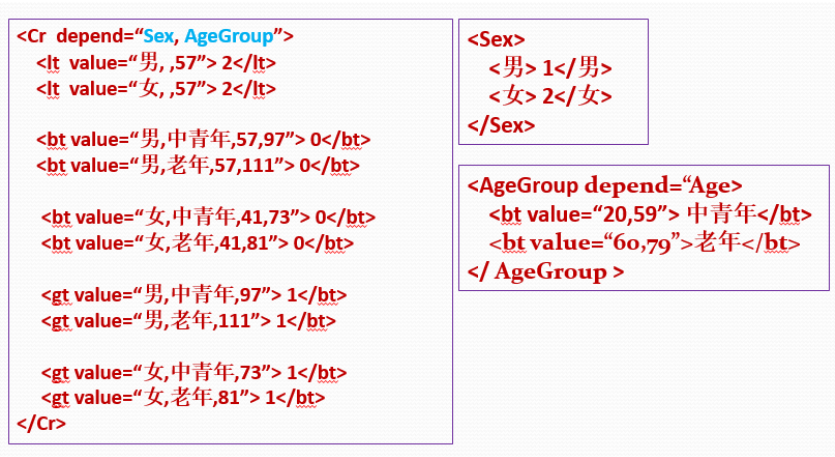 <Cr depend=“Sex, AgeGroup”>
<lt value=“男, ,57”> 2</lt>
<lt value=“女, ,57”> 2</lt>
<bt value=“男,中青年,57,97”> 0</bt>
<bt value=“男,老年,57,111”> 0</bt>
<bt value=“女,中青年,41,73”> 0</bt>
<bt value=“女,老年,41,81”> 0</bt>
<gt value=“男,中青年,97”> 1</bt>
<gt value=“男,老年,111”> 1</bt>
<gt value=“女,中青年,73”> 1</bt>
<gt value=“女,老年,81”> 1</bt>
</Cr>
<Sex>
<男> 1</男>
<女> 2</女>
</Sex>
<AgeGroup depend=“Age>
<bt value=“20,59”> 中青年</bt>
<bt value=“60,79”>老年</bt>
</ AgeGroup >